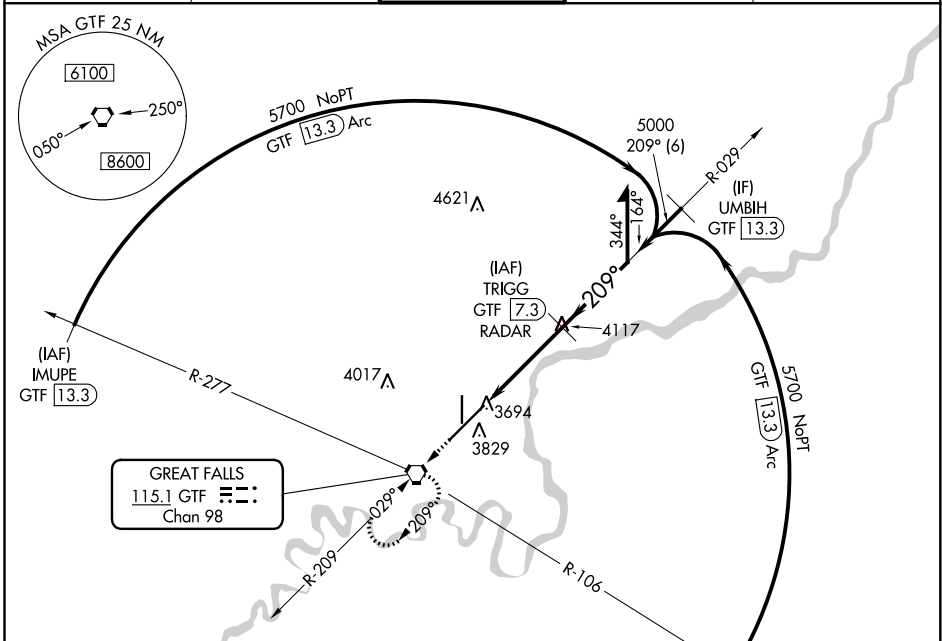 MSA GTF 25 NM
6100
250°
050°
8600
5700 NoPT
GTF 13.3 Arc
5000
209° (6)
R-029
(IF)
UMBIH
GTF 13.3
4621
344°
164°
209°
(IAF)
TRIGG
GTF 7.3
RADAR
4117
(IAF)
IMUPE
GTF 13.3
R-277
4017
3694
3829
5700 NoPT
GTF 13.3 Arc
GREAT FALLS
115.1 GTF
Chan 98
029°
209°
R-209
R-106